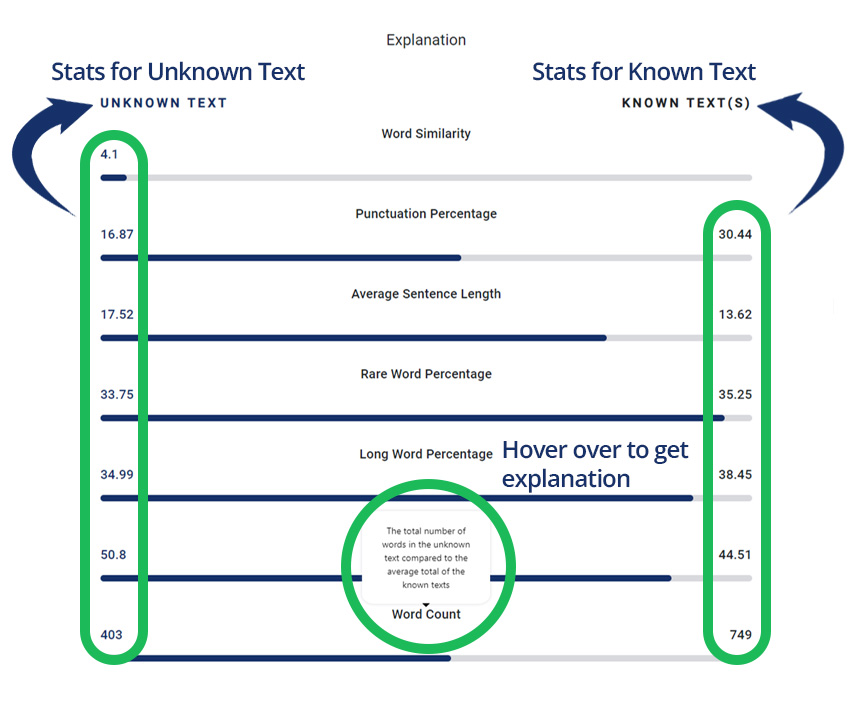 Explanation
Stats for Unknown Text
Stats for Known Text
UNKNOWN TEXT
KNOWN TEXT(S)
Word Similarity
4.1
Punctuation Percentage
16.87
30.44
Average Sentence Length
17.52
13.62
Rare Word Percentage
33.75
35.25
Long Word Percentage
Hover over to get
explanation
34.99
38.45
The total number of
words in the unknown
text compared to the
average total of the
known texts
50.8
44.51
Word Count
403
749